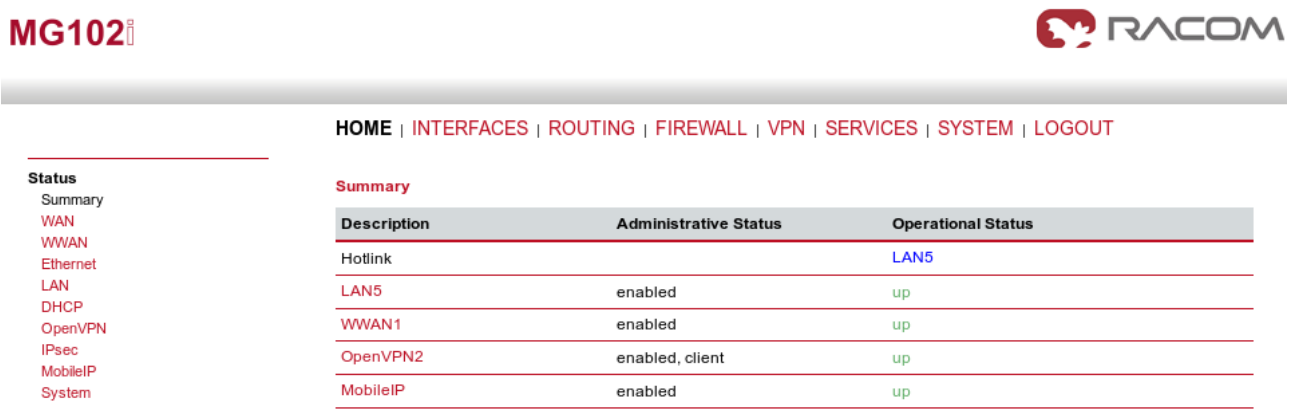 MG102i
RACOM
HOME | INTERFACES | ROUTING | FIREWALL | VPN | SERVICES | SYSTEM | LOGOUT
Status
Summary
WAN
WWAN
Ethernet
LAN
DHCP
OpenVPN
IPsec
MobileIP
System
Summary
Description Administrative Status Operational Status
Hotlink LAN5
LAN5 enabled up
WWAN1 enabled up
OpenVPN2 enabled, client up
MobileIP enabled up